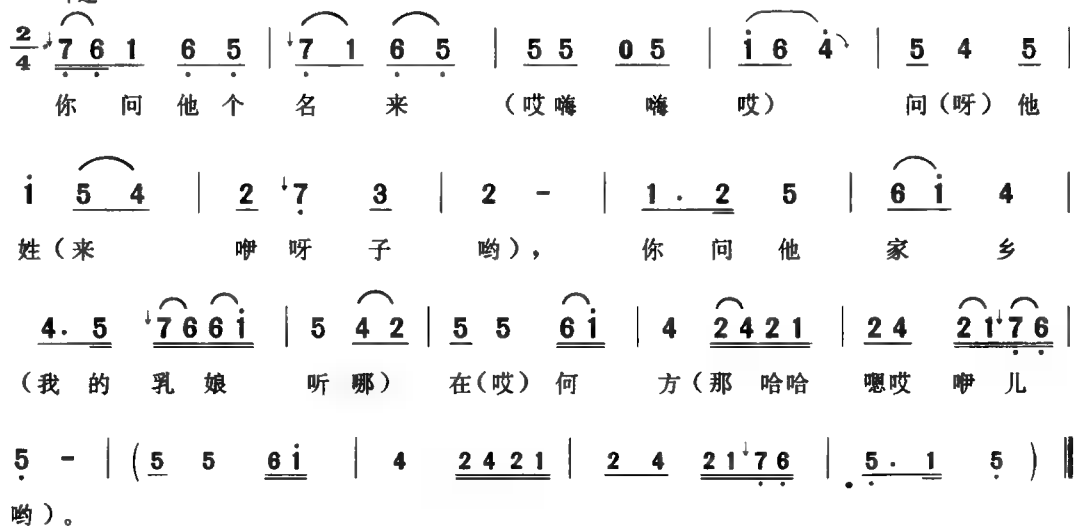 2/4 ↓7 6 1 6 5 | ↓7 1 6 5 | 5 5 0 5 | i 6 4 | 5 4 5 |
你 问 他 个 名 来 （哎 嗨 嗨 哎） 问（呀）他
i 5 4 | 2 ↓7 3 | 2 - | 1 . 2 5 | 6 i 4 |
姓（来 咿 呀 子 哟）， 你 问 他 家 乡
4 . 5 ↓7 6 6 i | 5 4 2 | 5 5 6 i | 4 2 4 2 1 | 2 4 2 1 ↓7 6 |
（我 的 乳 娘 听 哪） 在（哎）何 方（那 哈哈 嗯哎 咿 儿
5 - | ( 5 5 6 i | 4 2 4 2 1 | 2 4 2 1 ↓7 6 | 5 . 1 5 ) ‖
哟）。